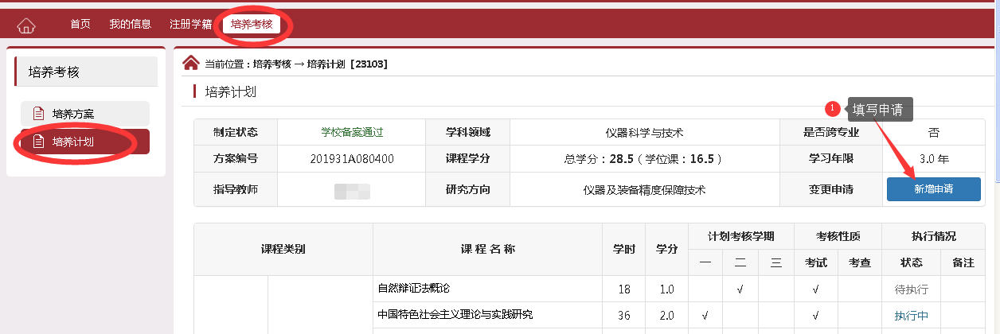 首页 我的信息 注册学籍 培养考核
培养考核
培养方案
培养计划
当前位置：培养考核 → 培养计划 [23103]
培养计划
1 填写申请
制定状态 学校备案通过 学科领域 仪器科学与技术 是否跨专业 否
方案编号 201931A080400 课程学分 总学分：28.5（学位课：16.5） 学习年限 3.0 年
指导教师 研究方向 仪器及装备精度保障技术 变更申请 新增申请
课程类别 课 程 名 称 学时 学分 计划考核学期 考核性质 执行情况
一 二 三 考试 考查 状态 备注
自然辩证法概论 18 1.0 √ √ 待执行
中国特色社会主义理论与实践研究 36 2.0 √ √ 执行中